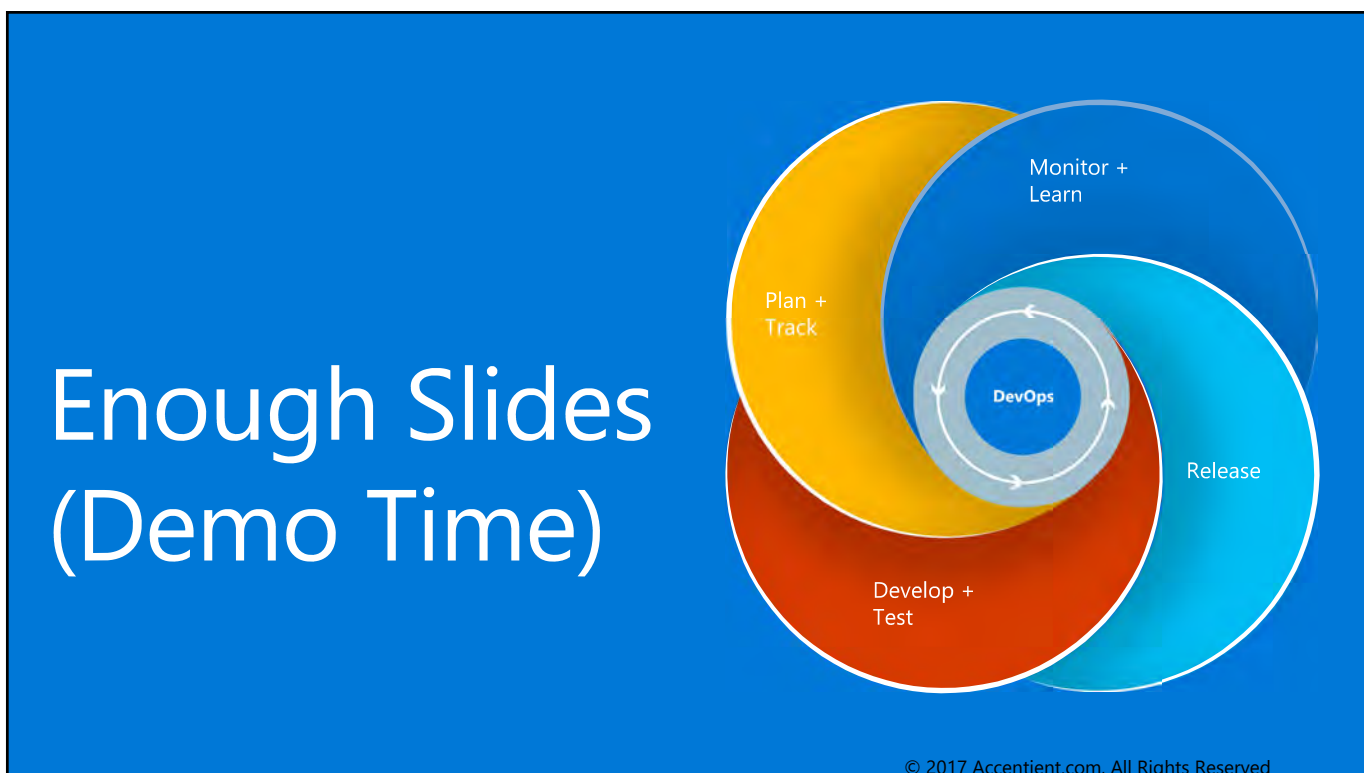 Enough Slides
(Demo Time)
Monitor +
Learn
Plan +
Track
DevOps
Release
Develop +
Test
© 2017 Accentient.com. All Rights Reserved